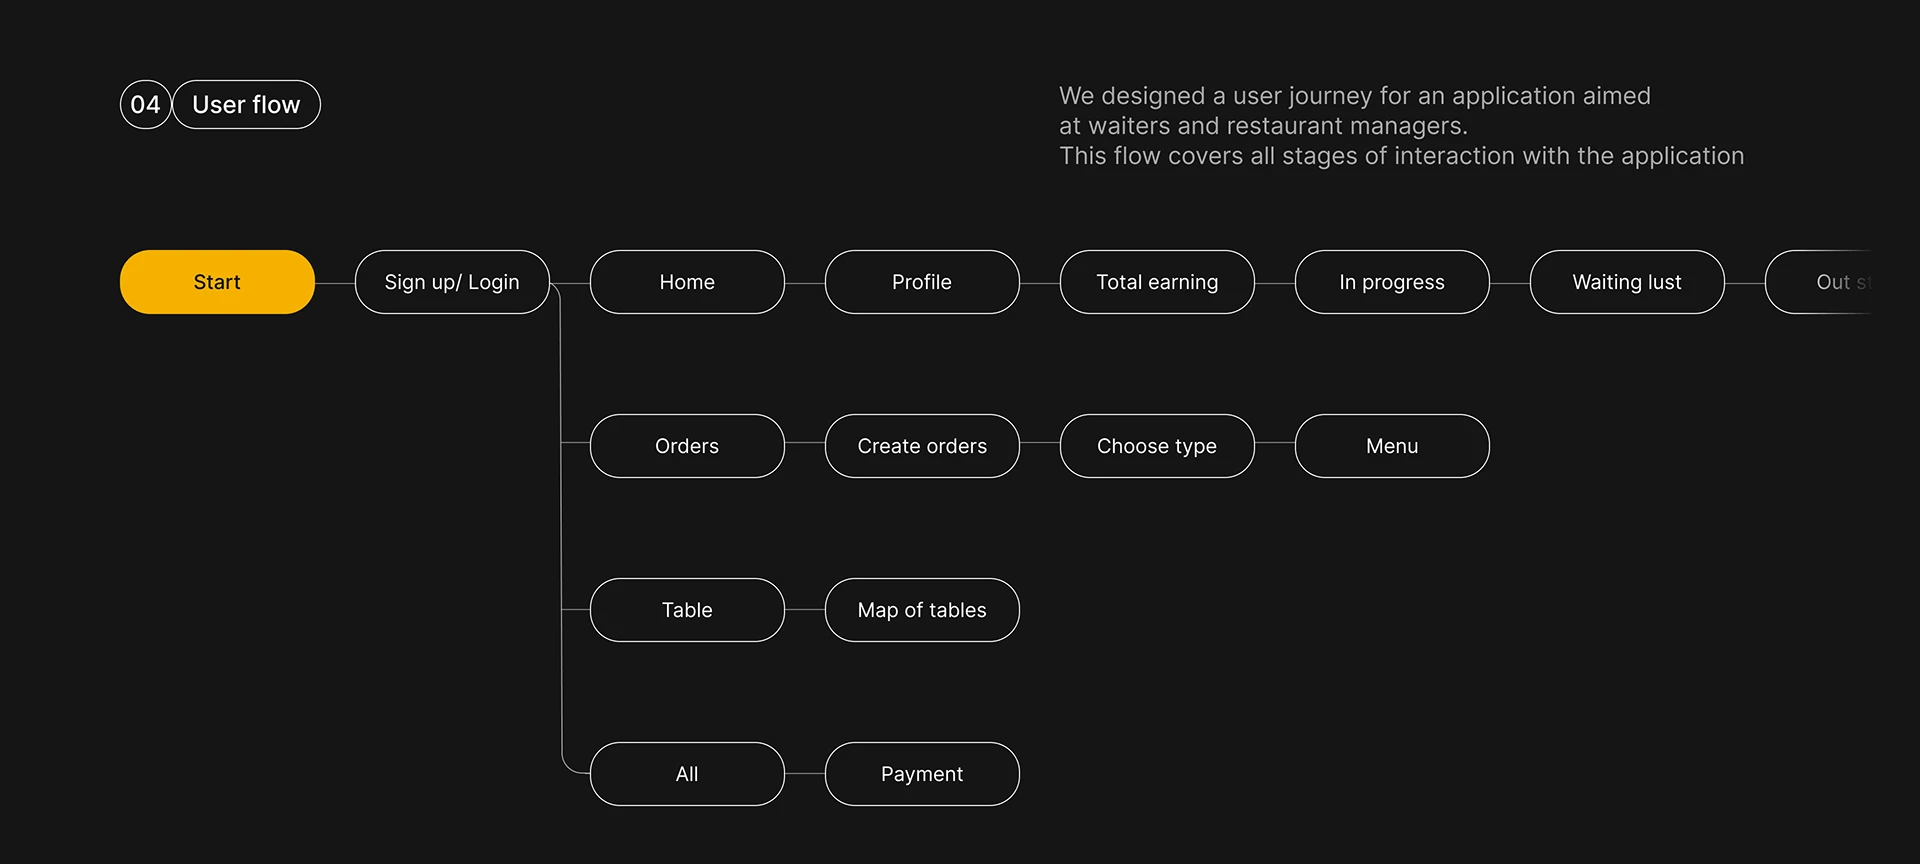 04 User flow
We designed a user journey for an application aimed
at waiters and restaurant managers.
This flow covers all stages of interaction with the application
Start
Sign up/ Login
Home
Profile
Total earning
In progress
Waiting lust
Out
Orders
Create orders
Choose type
Menu
Table
Map of tables
All
Payment